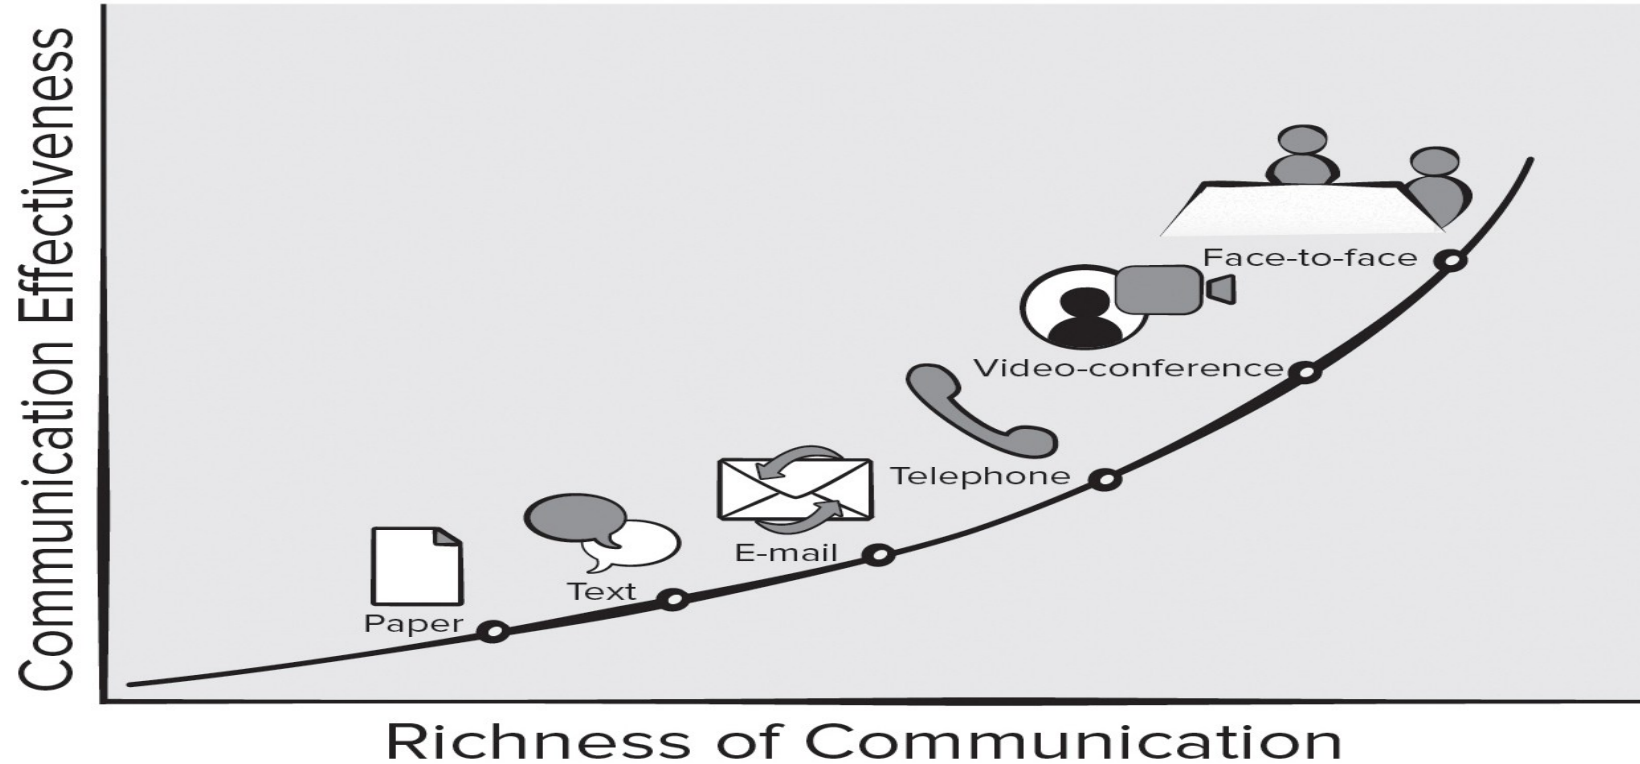 Communication Effectiveness
Face-to-face
Video-conference
Telephone
E-mail
Text
Paper
Richness of Communication